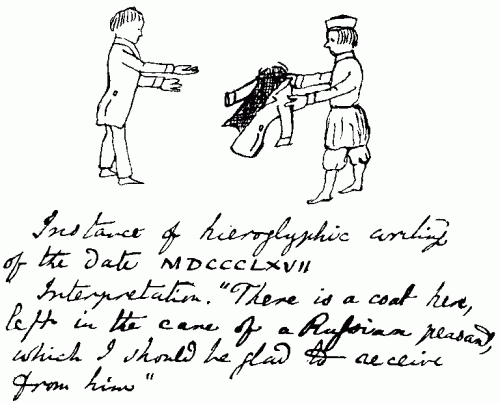 Instance of hieroglyphic writing
of the date MDCCCLXVII
Interpretation. "There is a coat here,
left in the care of a Russian peasant,
which I should be glad to receive
from him"